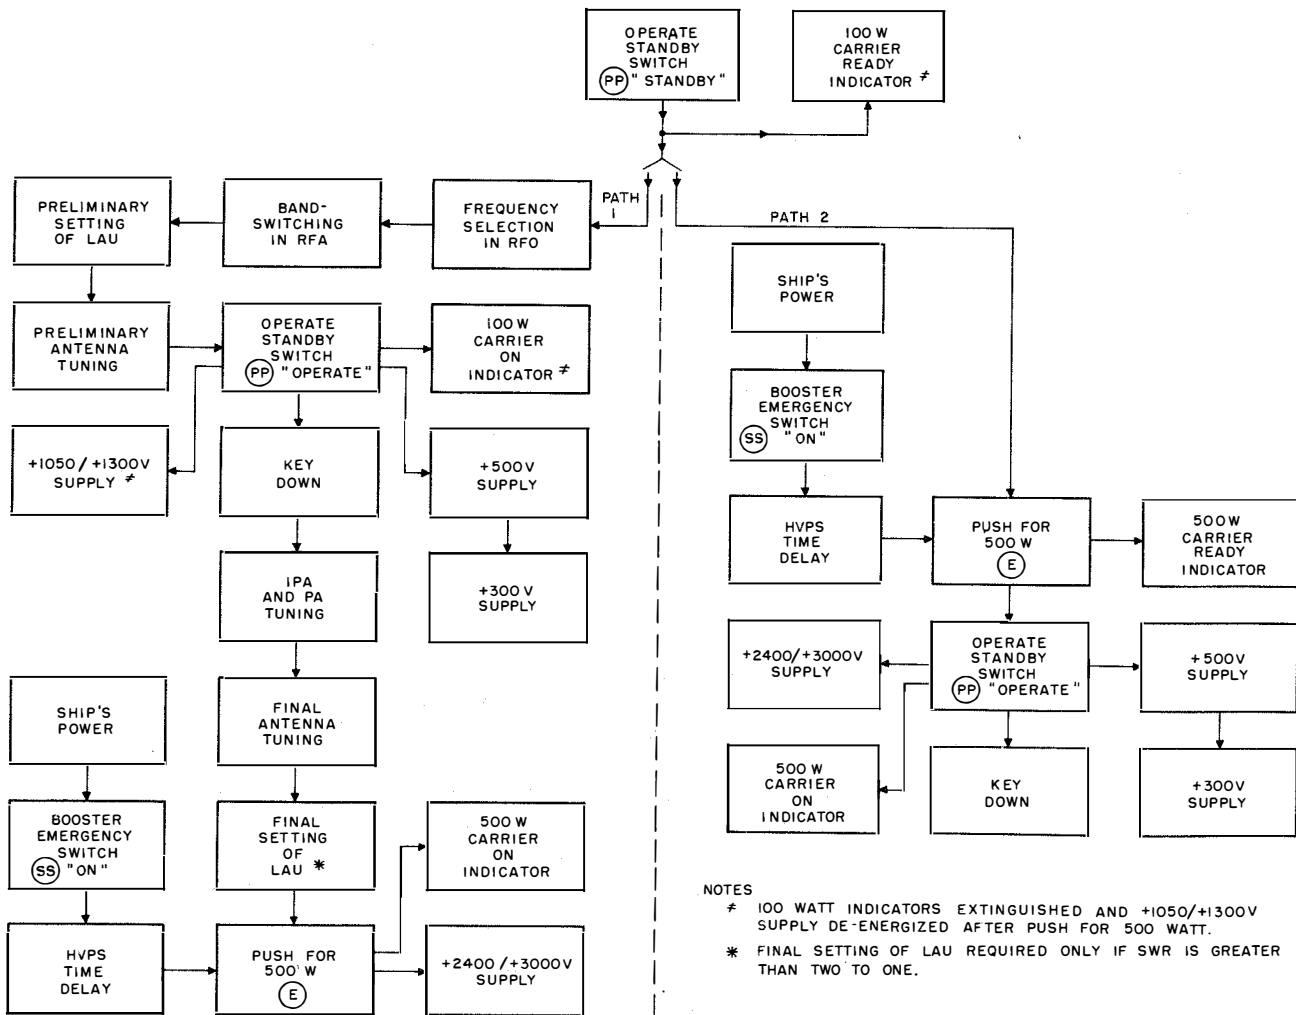 OPERATE
STANDBY
SWITCH
PP "STANDBY"
100 W
CARRIER
READY
INDICATOR ≠
PATH
1
PATH 2
PRELIMINARY
SETTING
OF LAU
BAND-
SWITCHING
IN RFA
FREQUENCY
SELECTION
IN RFO
PRELIMINARY
ANTENNA
TUNING
OPERATE
STANDBY
SWITCH
PP "OPERATE"
100 W
CARRIER
ON
INDICATOR ≠
+1050/+1300V
SUPPLY ≠
KEY
DOWN
+500V
SUPPLY
IPA
AND PA
TUNING
+300V
SUPPLY
SHIP'S
POWER
FINAL
ANTENNA
TUNING
BOOSTER
EMERGENCY
SWITCH
SS "ON"
FINAL
SETTING
OF
LAU *
500 W
CARRIER
ON
INDICATOR
HVPS
TIME
DELAY
PUSH FOR
500 W
E
+2400/+3000V
SUPPLY
SHIP'S
POWER
BOOSTER
EMERGENCY
SWITCH
SS "ON"
HVPS
TIME
DELAY
PUSH FOR
500 W
E
500 W
CARRIER
READY
INDICATOR
+2400/+3000V
SUPPLY
OPERATE
STANDBY
SWITCH
PP "OPERATE"
+500V
SUPPLY
500 W
CARRIER
ON
INDICATOR
KEY
DOWN
+300V
SUPPLY
NOTES
≠ 100 WATT INDICATORS EXTINGUISHED AND +1050/+1300V
SUPPLY DE-ENERGIZED AFTER PUSH FOR 500 WATT.
* FINAL SETTING OF LAU REQUIRED ONLY IF SWR IS GREATER
THAN TWO TO ONE.